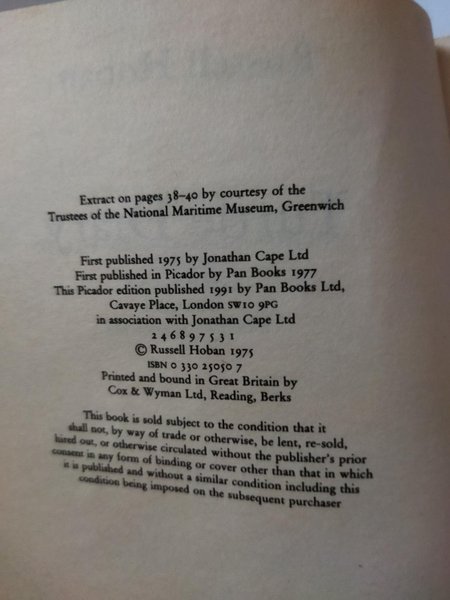 Extract on pages 38–40 by courtesy of the
Trustees of the National Maritime Museum, Greenwich
First published 1975 by Jonathan Cape Ltd
First published in Picador by Pan Books 1977
This Picador edition published 1991 by Pan Books Ltd,
Cavaye Place, London SW10 9PG
in association with Jonathan Cape Ltd
2 4 6 8 9 7 5 3 1
© Russell Hoban 1975
ISBN 0 330 25050 7
Printed and bound in Great Britain by
Cox & Wyman Ltd, Reading, Berks
This book is sold subject to the condition that it
shall not, by way of trade or otherwise, be lent, re-sold,
hired out, or otherwise circulated without the publisher's prior
consent in any form of binding or cover other than that in which
it is published and without a similar condition including this
condition being imposed on the subsequent purchaser